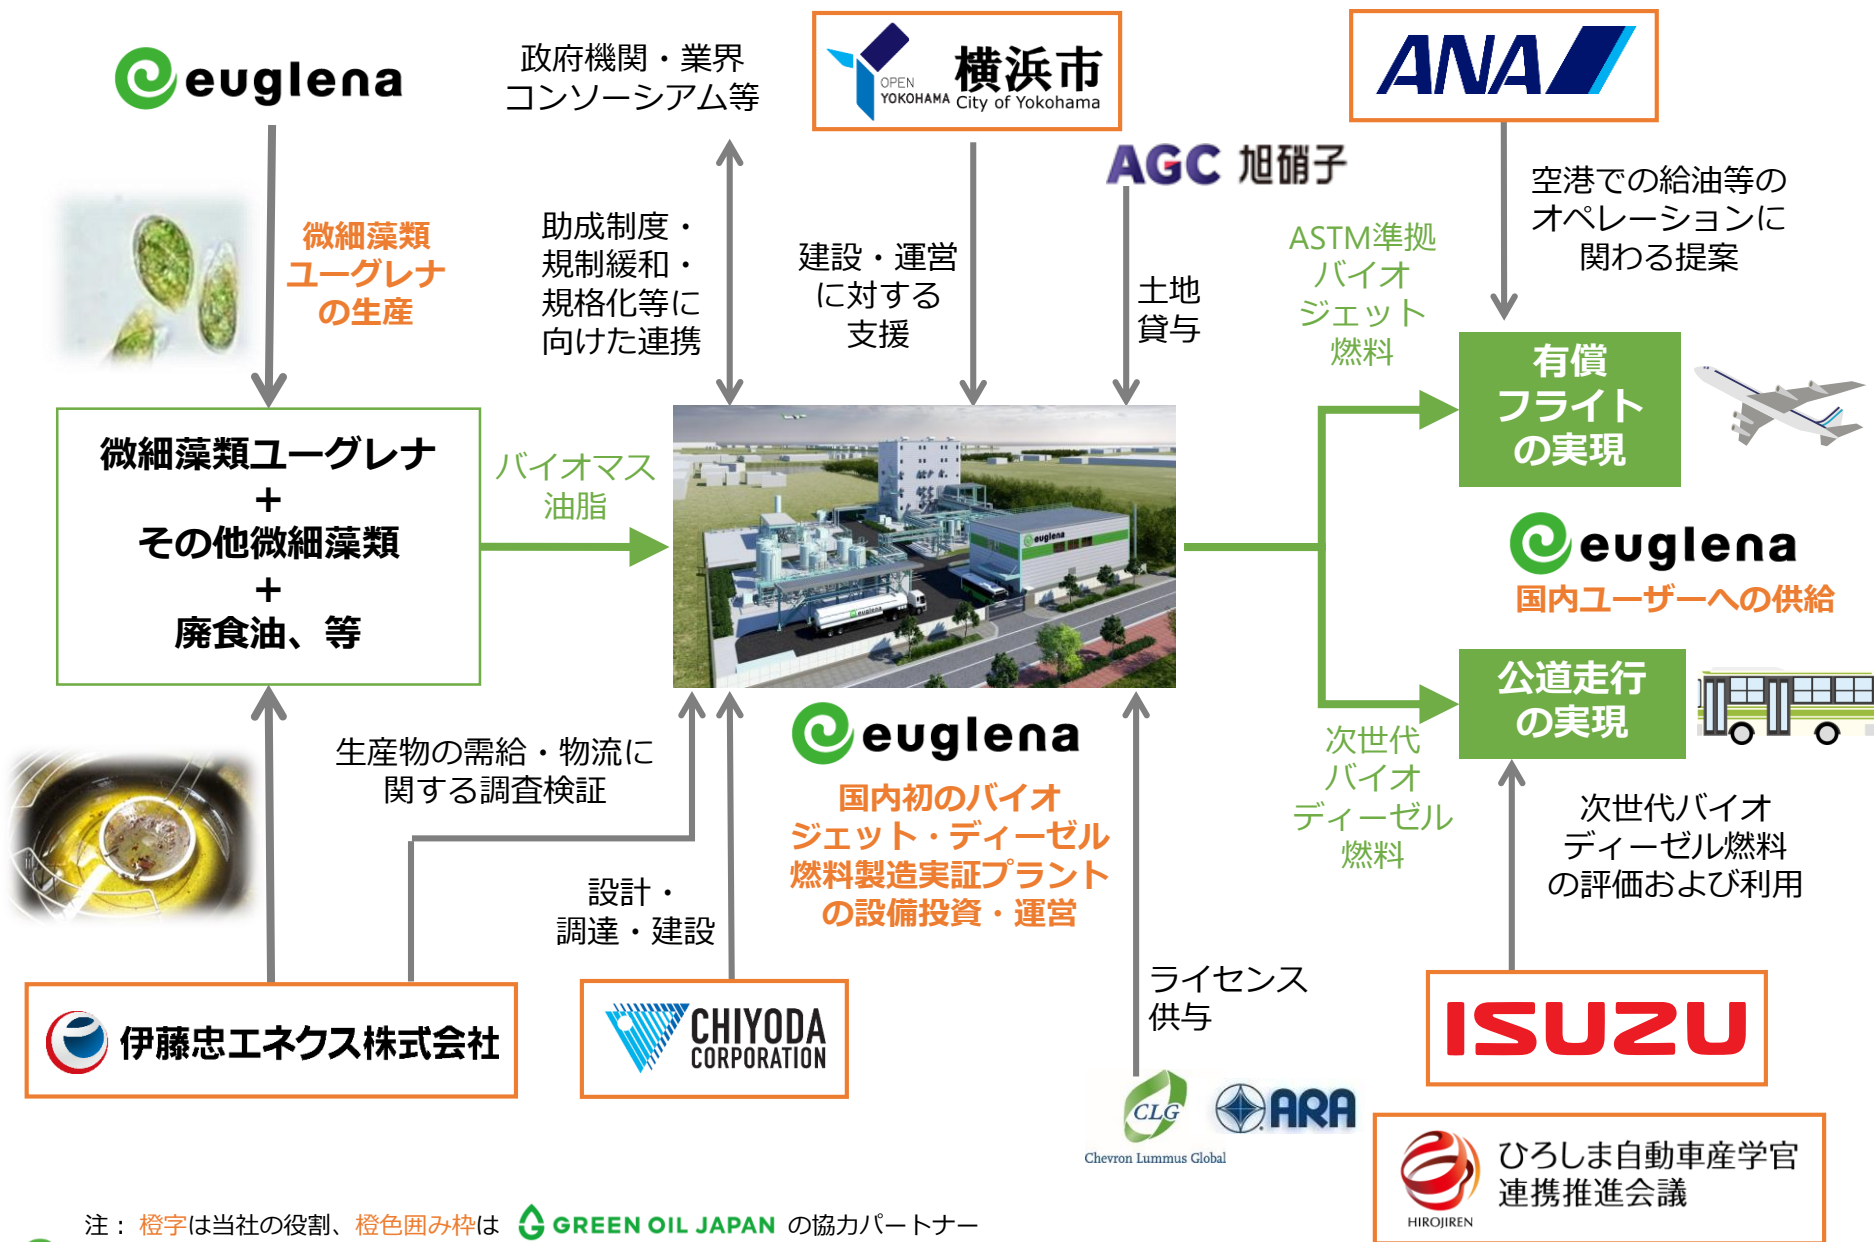 euglena
政府機関・業界
コンソーシアム等
OPEN
YOKOHAMA
横浜市
City of Yokohama
ANA
AGC 旭硝子
微細藻類
ユーグレナ
の生産
助成制度・
規制緩和・
規格化等に
向けた連携
建設・運営
に対する
支援
土地
貸与
ASTM準拠
バイオ
ジェット
燃料
空港での給油等の
オペレーションに
関わる提案
有償
フライト
の実現
微細藻類ユーグレナ
+
その他微細藻類
+
廃食油、等
バイオマス
油脂
euglena
euglena
euglena
国内ユーザーへの供給
公道走行
の実現
生産物の需給・物流に
関する調査検証
euglena
国内初のバイオ
ジェット・ディーゼル
燃料製造実証プラント
の設備投資・運営
次世代
バイオ
ディーゼル
燃料
次世代バイオ
ディーゼル燃料
の評価および利用
設計・
調達・建設
ライセンス
供与
伊藤忠エネクス株式会社
CHIYODA
CORPORATION
CLG
Chevron Lummus Global
ARA
ISUZU
HIROJIREN
ひろしま自動車産学官
連携推進会議
注： 橙字は当社の役割、橙色囲み枠は GREEN OIL JAPAN の協力パートナー